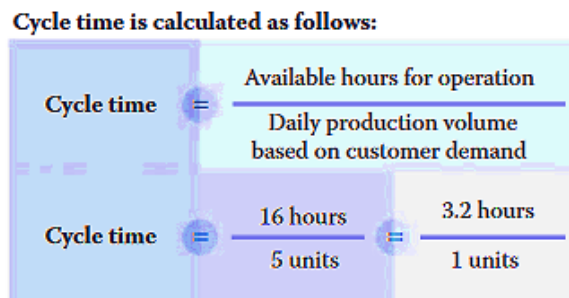 Cycle time is calculated as follows:
Cycle time = Available hours for operation
Daily production volume
based on customer demand
Cycle time = 16 hours = 3.2 hours
5 units 1 units